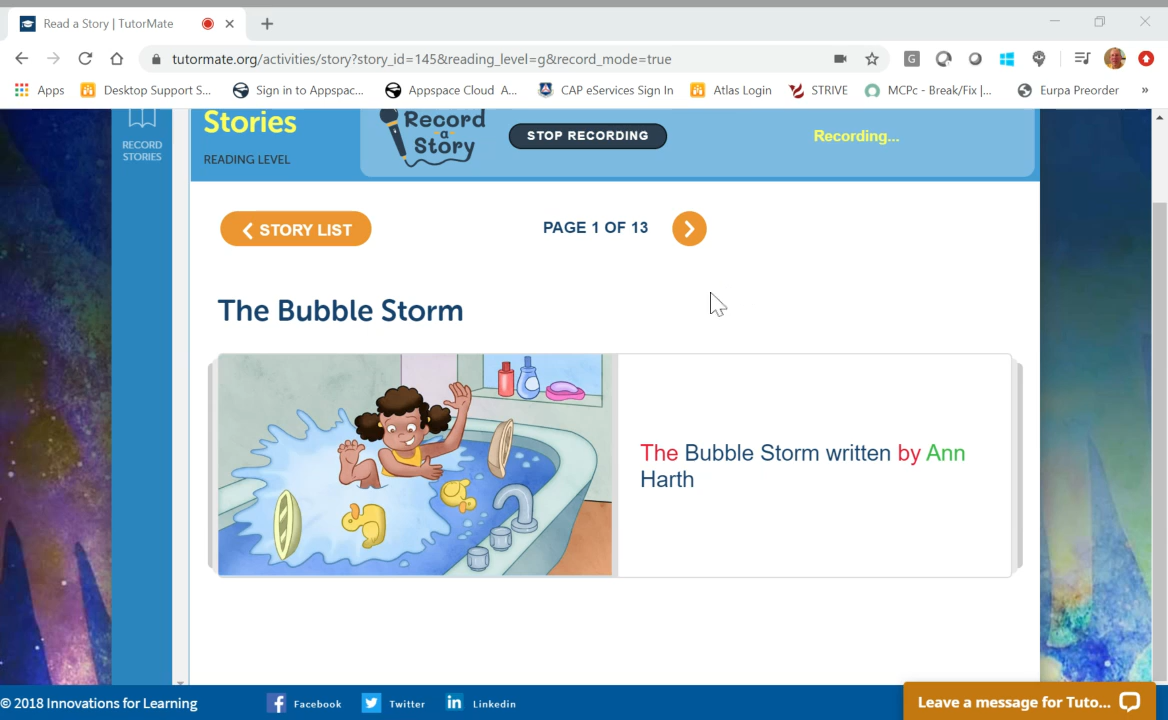 Read a Story | TutorMate
tutormate.org/activities/story?story_id=145&reading_level=g&record_mode=true
Apps
Desktop Support S...
Sign in to Appspac...
Appspace Cloud A...
CAP eServices Sign In
Atlas Login
STRIVE
MCPc - Break/Fix |...
Eurpa Preorder
»
RECORD
STORIES
Stories
READING LEVEL
Record
a
Story
STOP RECORDING
Recording...
STORY LIST
PAGE 1 OF 13
The Bubble Storm
The Bubble Storm written by Ann
Harth
© 2018 Innovations for Learning
Facebook
Twitter
in Linkedin
Leave a message for Tuto...